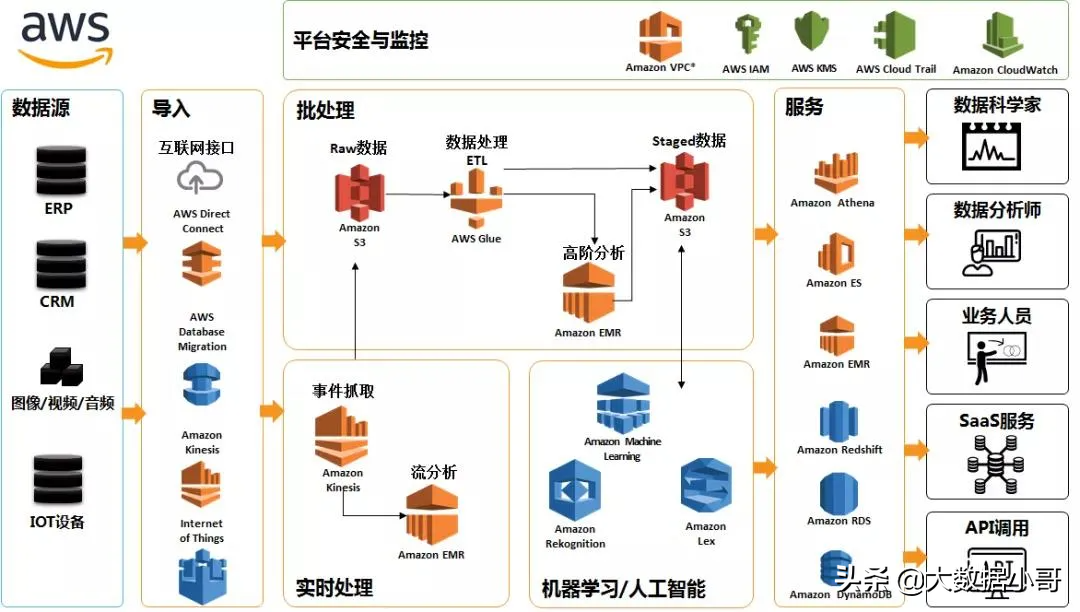 aws
平台安全与监控
Amazon VPC*
AWS IAM
AWS KMS
AWS Cloud Trail
Amazon CloudWatch
数据源
ERP
CRM
图像/视频/音频
IOT设备
导入
互联网接口
AWS Direct
Connect
AWS
Database
Migration
Amazon
Kinesis
Internet
of Things
批处理
Raw数据
Amazon
S3
数据处理
ETL
AWS Glue
高阶分析
Amazon EMR
Staged数据
Amazon
S3
事件抓取
Amazon
Kinesis
流分析
Amazon EMR
实时处理
Amazon Machine
Learning
Amazon
Rekognition
Amazon
Lex
机器学习/人工智能
服务
Amazon Athena
Amazon ES
Amazon EMR
Amazon Redshift
Amazon RDS
Amazon DynamoDB
数据科学家
数据分析师
业务人员
SaaS服务
API调用
API
头条 @大数据小哥